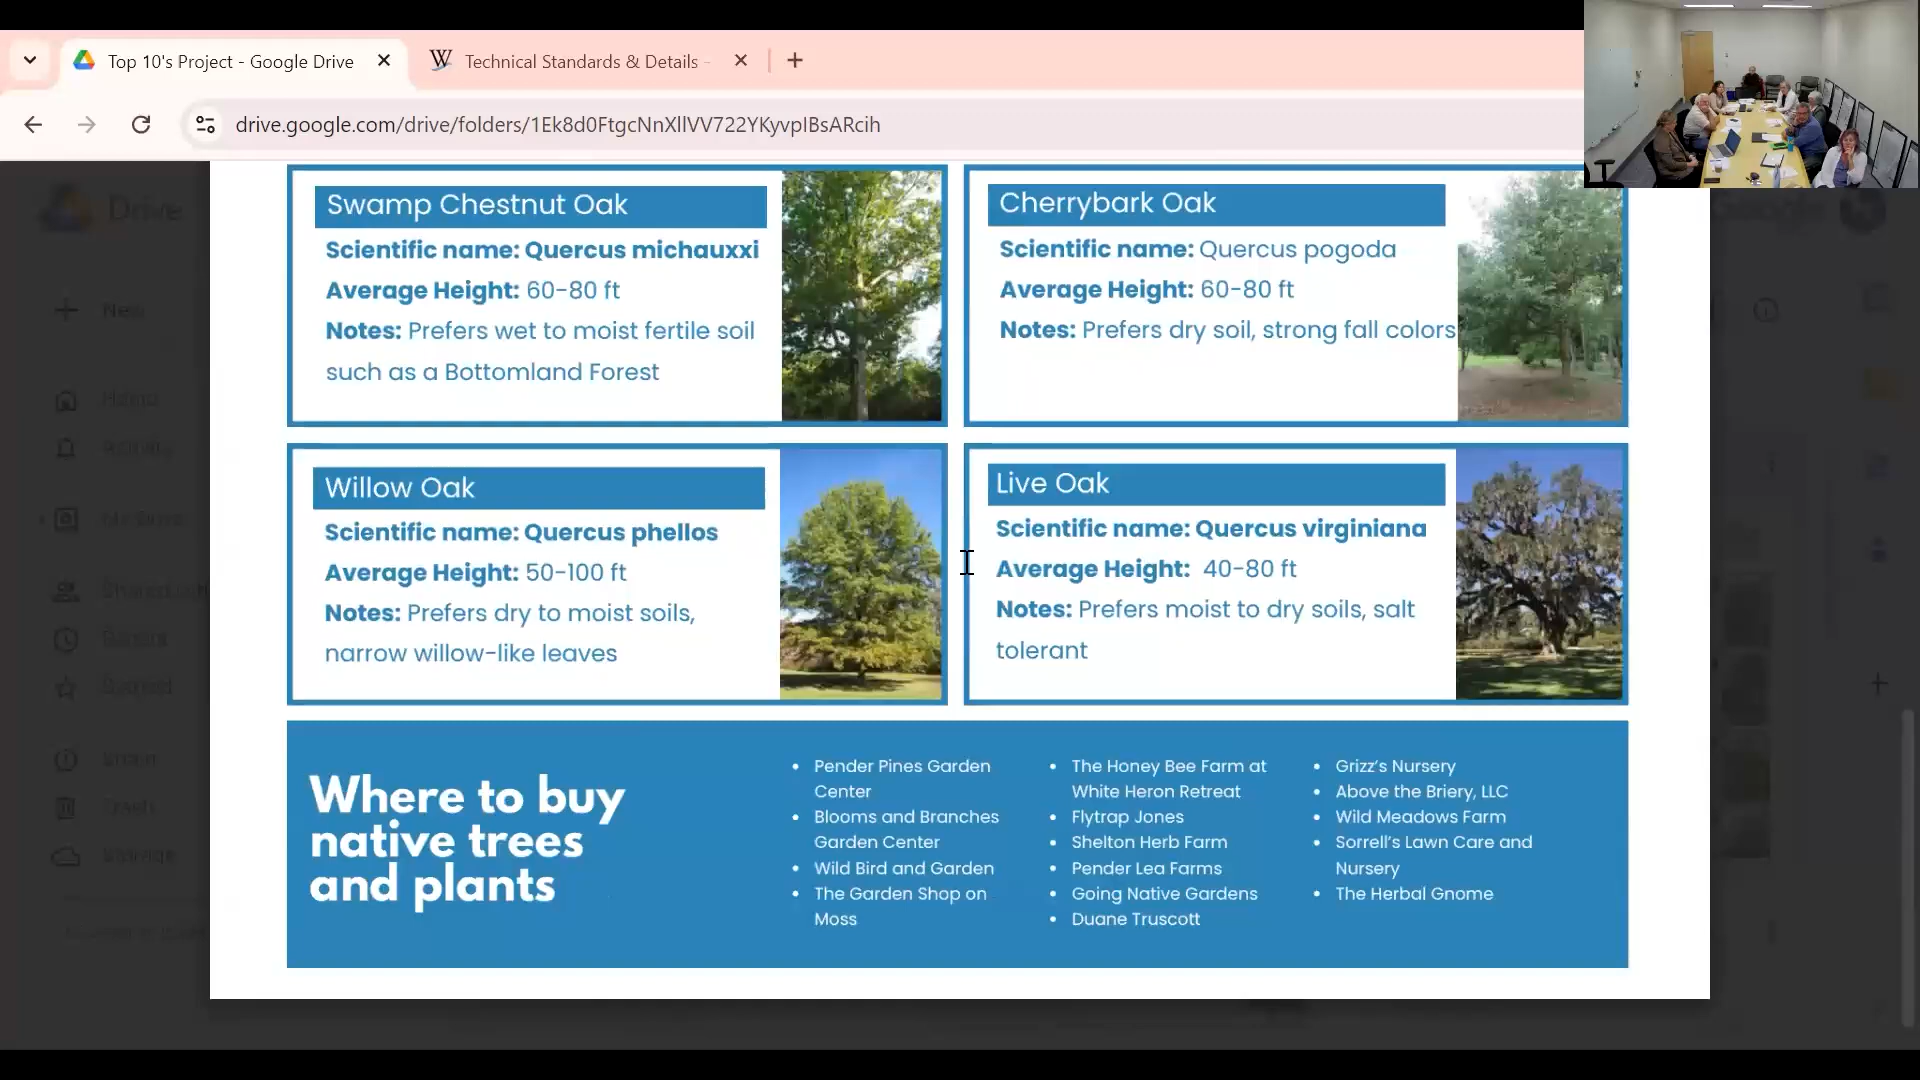 Top 10's Project - Google Drive
Technical Standards & Details -
drive.google.com/drive/folders/1Ek8d0FtgcNnXllVV722YKyvpIBsARcih
Drive
New
Home
Activity
Storage
Swamp Chestnut Oak
Scientific name: Quercus michauxxi
Average Height: 60-80 ft
Notes: Prefers wet to moist fertile soil
such as a Bottomland Forest
Cherrybark Oak
Scientific name: Quercus pogoda
Average Height: 60-80 ft
Notes: Prefers dry soil, strong fall colors
Willow Oak
Scientific name: Quercus phellos
Average Height: 50-100 ft
Notes: Prefers dry to moist soils,
narrow willow-like leaves
Live Oak
Scientific name: Quercus virginiana
Average Height: 40-80 ft
Notes: Prefers moist to dry soils, salt
tolerant
Where to buy
native trees
and plants
• Pender Pines Garden
Center
• Blooms and Branches
Garden Center
• Wild Bird and Garden
• The Garden Shop on
Moss
• The Honey Bee Farm at
White Heron Retreat
• Flytrap Jones
• Shelton Herb Farm
• Pender Lea Farms
• Going Native Gardens
• Duane Truscott
• Grizz's Nursery
• Above the Briery, LLC
• Wild Meadows Farm
• Sorrell's Lawn Care and
Nursery
• The Herbal Gnome